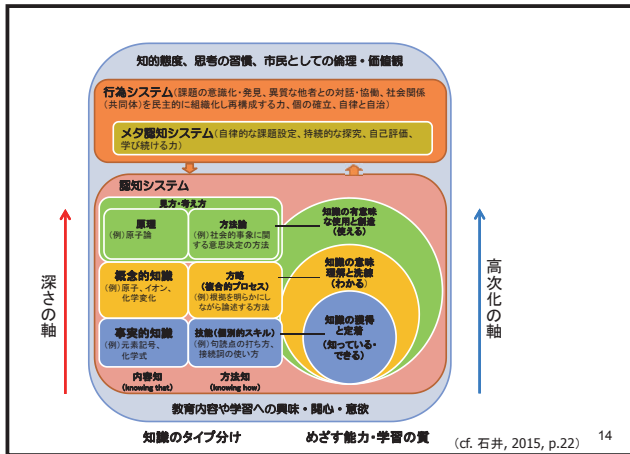 知的態度、思考の習慣、市民としての倫理・価値観
行為システム(課題の意識化・発見、異質な他者との対話・協働、社会関係
(共同体)を民主的に組織化し再構成する力、個の確立、自律と自治)
メタ認知システム(自律的な課題設定、持続的な探究、自己評価、
学び続ける力)
認知システム
見方・考え方
原理
(例)原子論
方法論
(例)社会的事象に関
する意思決定の方法
知識の有意味
な使用と創造
(使える)
概念的知識
(例)原子、イオン、
化学変化
方略
(複合的プロセス)
(例)根拠を明らかにし
ながら論述する方法
知識の意味
理解と洗練
(わかる)
事実的知識
(例)元素記号、
化学式
技能(個別的スキル)
(例)句読点の打ち方、
接続詞の使い方
知識の獲得
と定着
(知っている・
できる)
内容知
(knowing that)
方法知
(knowing how)
教育内容や学習への興味・関心・意欲
深さの軸
高次化の軸
知識のタイプ分け
めざす能力・学習の質
(cf. 石井, 2015, p.22)
14